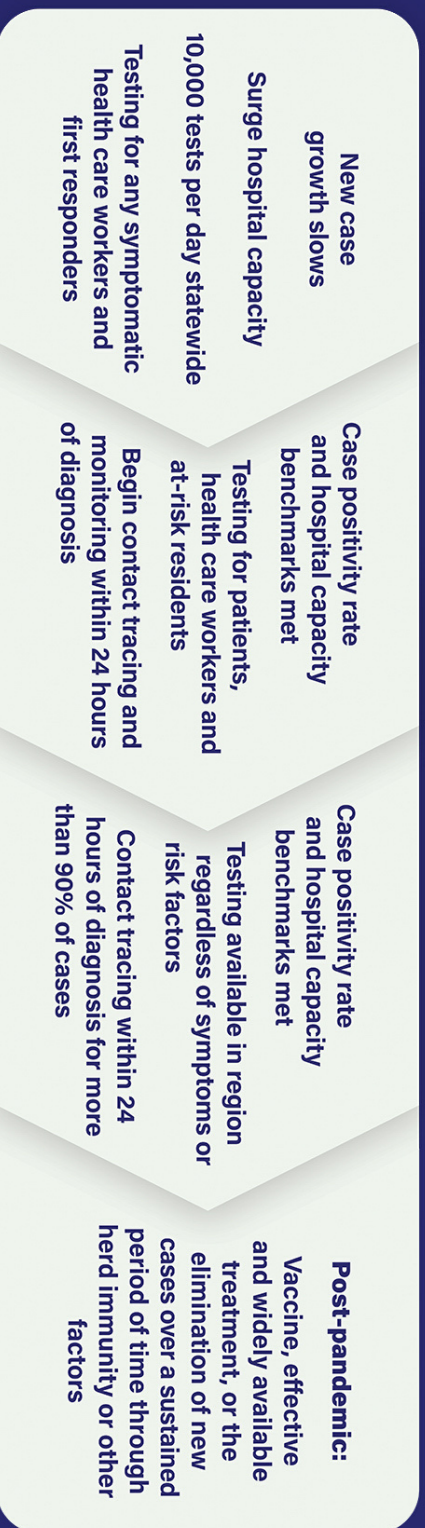 New case
growth slows
Surge hospital capacity
10,000 tests per day statewide
Testing for any symptomatic
health care workers and
first responders
Case positivity rate
and hospital capacity
benchmarks met
Testing for patients,
health care workers and
at-risk residents
Begin contact tracing and
monitoring within 24 hours
of diagnosis
Case positivity rate
and hospital capacity
benchmarks met
Testing available in region
regardless of symptoms or
risk factors
Contact tracing within 24
hours of diagnosis for more
than 90% of cases
Post-pandemic:
Vaccine, effective
and widely available
treatment, or the
elimination of new
cases over a sustained
period of time through
herd immunity or other
factors